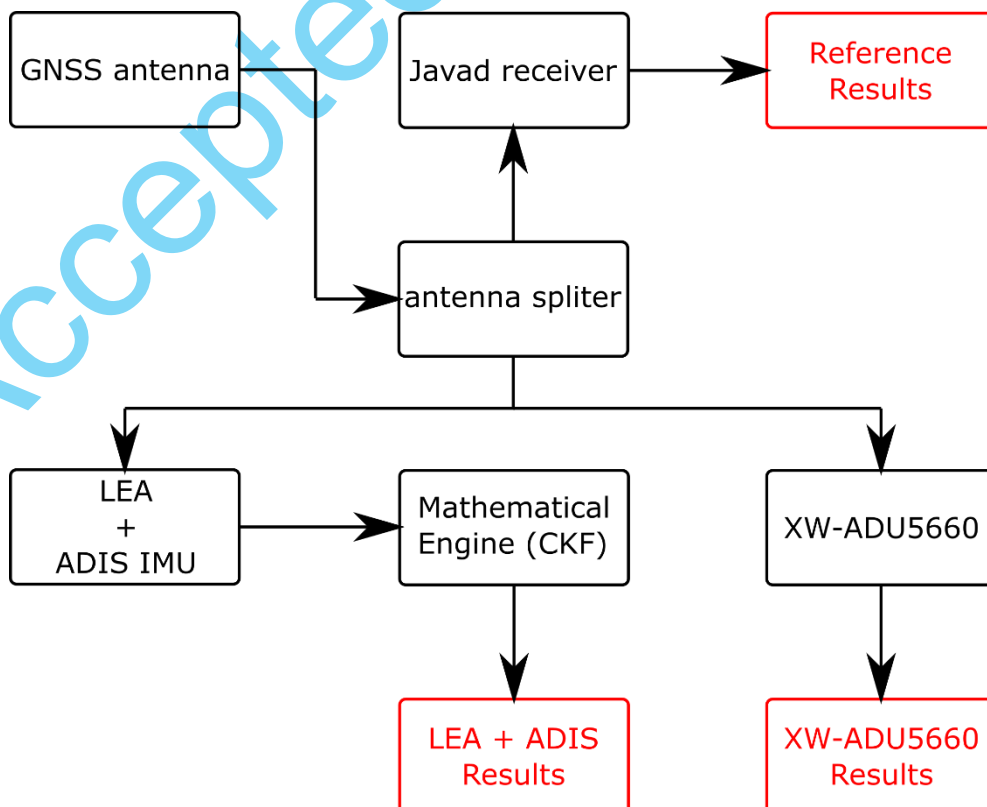 GNSS antenna
Javad receiver
Reference
Results
antenna spliter
LEA
+
ADIS IMU
Mathematical
Engine (CKF)
XW-ADU5660
LEA + ADIS
Results
XW-ADU5660
Results
Accepted